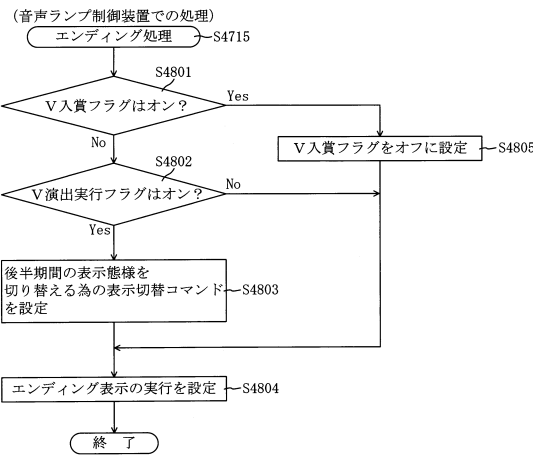 （音声ランプ制御装置での処理）
エンディング処理
S4715
S4801
V入賞フラグはオン？
Yes
No
V入賞フラグをオフに設定
S4805
S4802
V演出実行フラグはオン？
No
Yes
後半期間の表示態様を
切り替える為の表示切替コマンド
を設定
S4803
エンディング表示の実行を設定
S4804
終　了